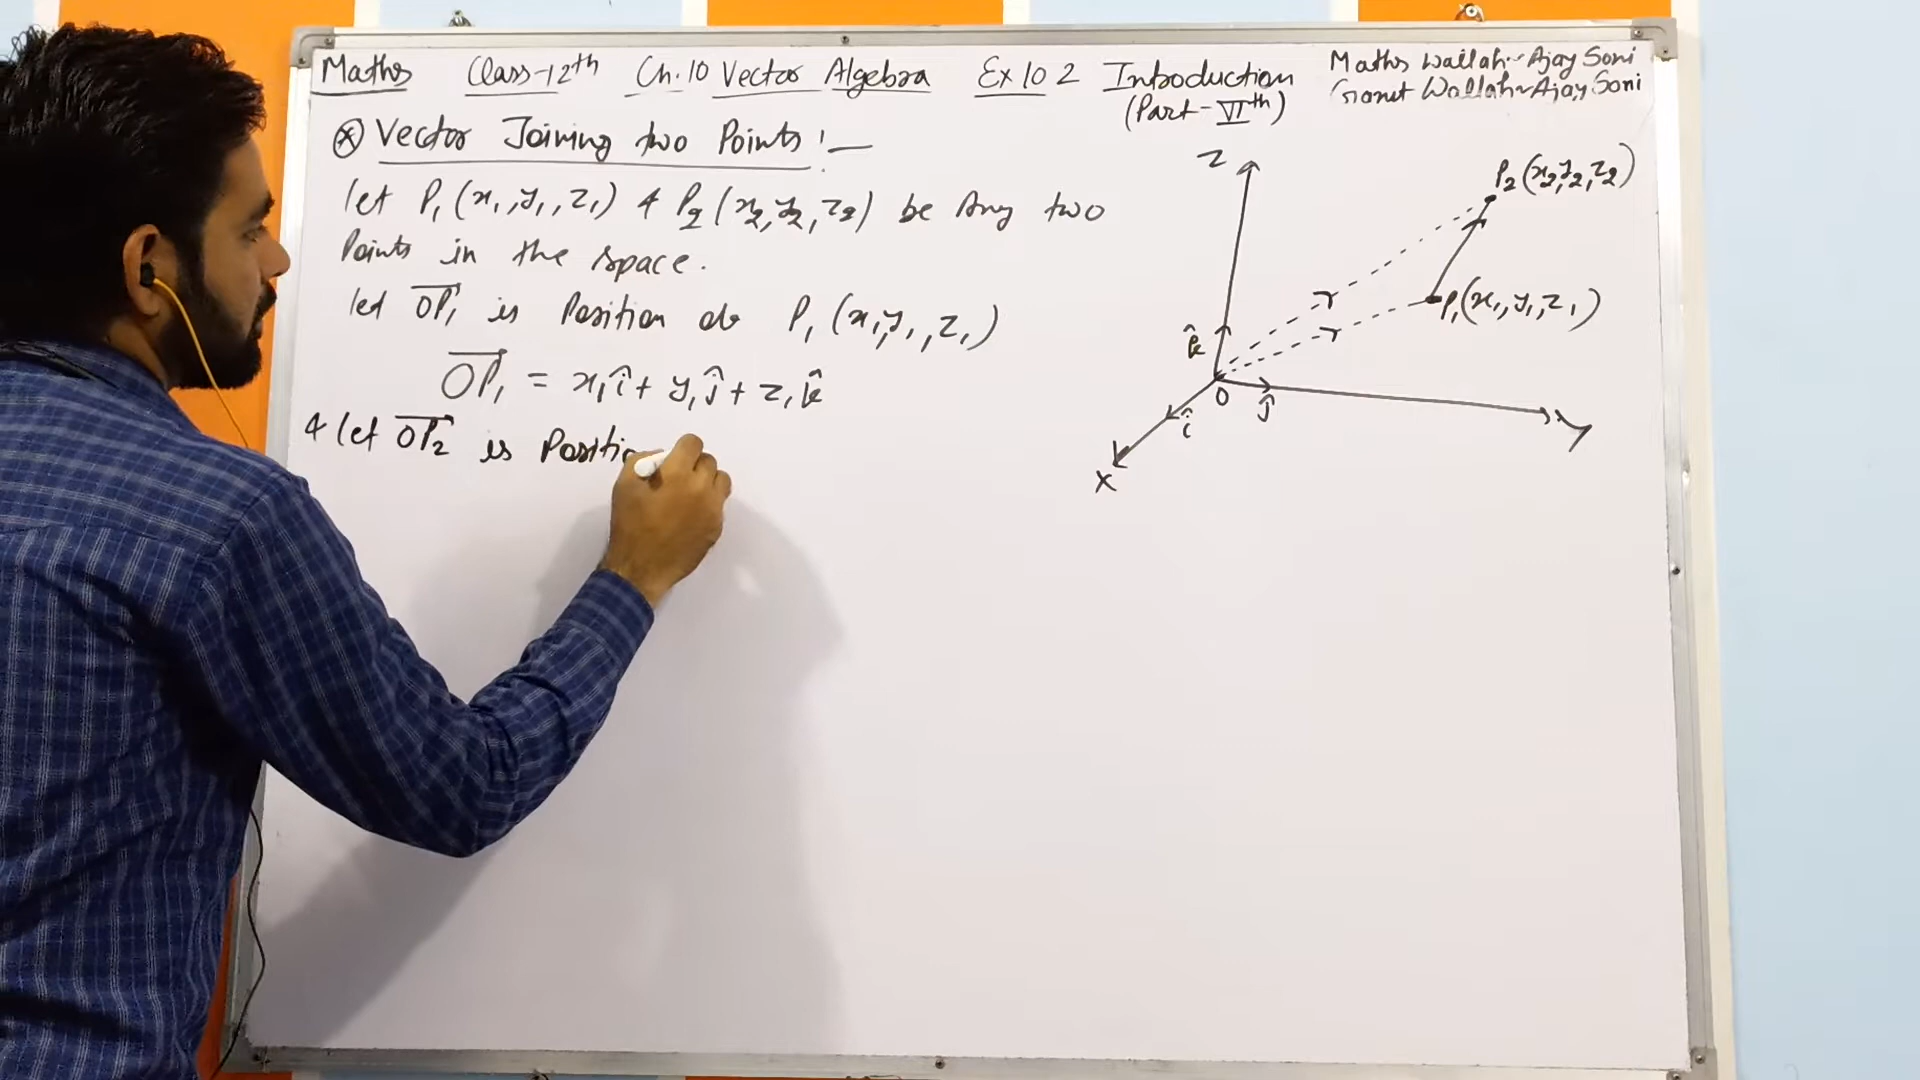 Maths Class-12th Ch.10 Vector Algebra Ex 10.2 Introduction
(Part-VIth)
Maths Wallah-Ajay Soni
Wallah-Ajay Soni
⊛ Vector Joining two Points :—
let P₁(x₁,y₁,z₁) & P₂(x₂,y₂,z₂) be Any two
Points in the space.
let OP₁ is Position of P₁(x₁,y₁,z₁)
OP₁ = x₁î + y₁ĵ + z₁k̂
& let OP₂ is Positio
Z
P₂(x₂,y₂,z₂)
P₁(x₁,y₁,z₁)
k̂
O
ĵ
î
Y
X